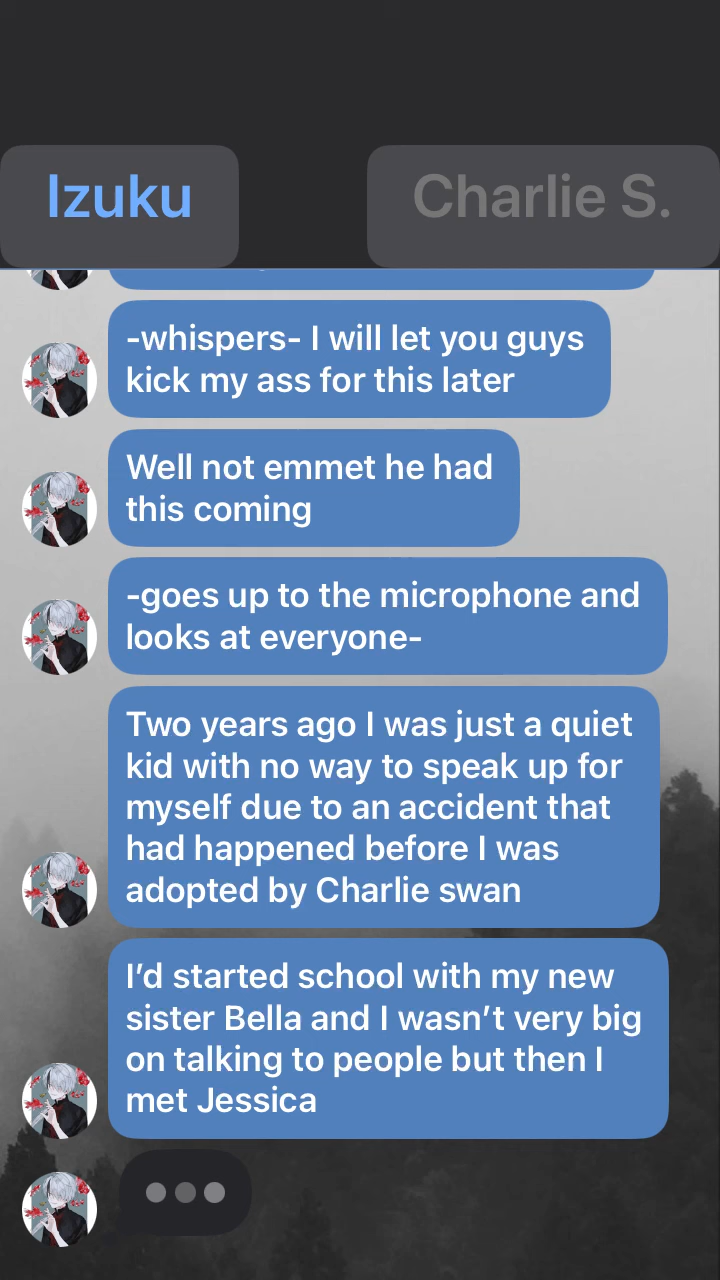 Izuku
Charlie S.
-whispers- I will let you guys
kick my ass for this later
Well not emmet he had
this coming
-goes up to the microphone and
looks at everyone-
Two years ago I was just a quiet
kid with no way to speak up for
myself due to an accident that
had happened before I was
adopted by Charlie swan
I’d started school with my new
sister Bella and I wasn’t very big
on talking to people but then I
met Jessica